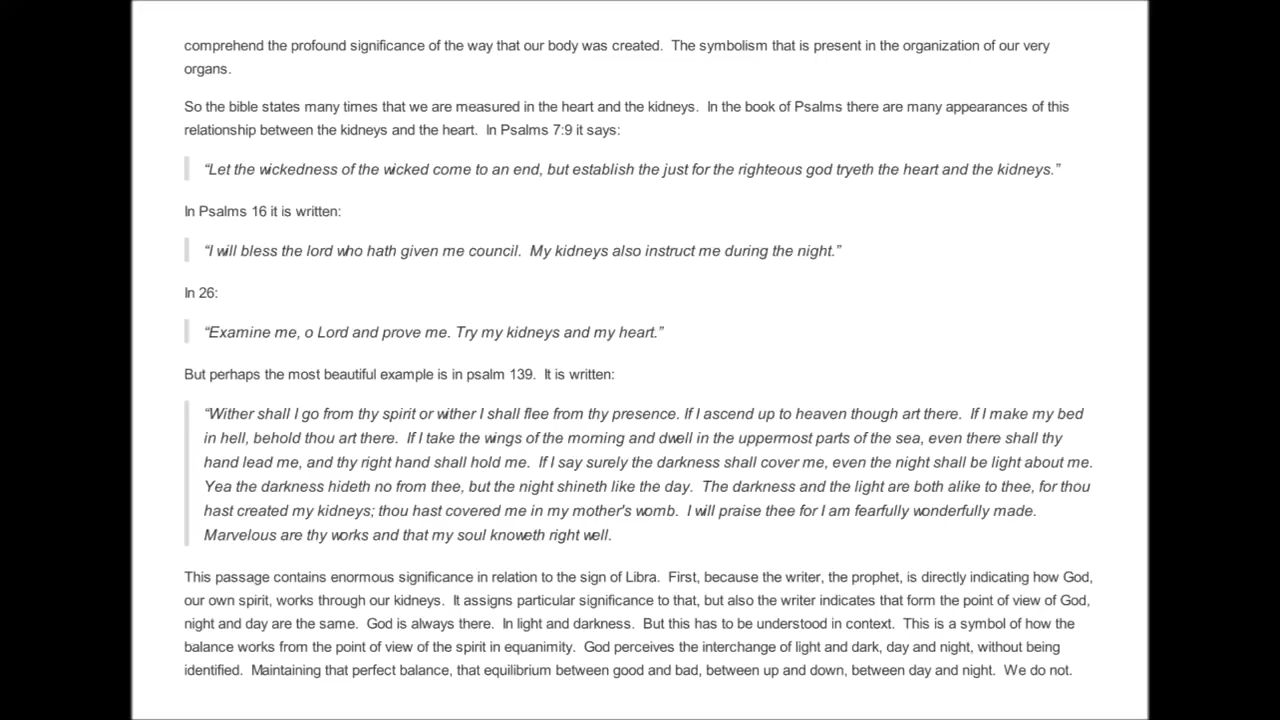 comprehend the profound significance of the way that our body was created.  The symbolism that is present in the organization of our very
organs.
So the bible states many times that we are measured in the heart and the kidneys.  In the book of Psalms there are many appearances of this
relationship between the kidneys and the heart.  In Psalms 7:9 it says:
“Let the wickedness of the wicked come to an end, but establish the just for the righteous god tryeth the heart and the kidneys.”
In Psalms 16 it is written:
“I will bless the lord who hath given me council.  My kidneys also instruct me during the night.”
In 26:
“Examine me, o Lord and prove me. Try my kidneys and my heart.”
But perhaps the most beautiful example is in psalm 139.  It is written:
“Wither shall I go from thy spirit or wither I shall flee from thy presence. If I ascend up to heaven though art there.  If I make my bed
in hell, behold thou art there.  If I take the wings of the morning and dwell in the uppermost parts of the sea, even there shall thy
hand lead me, and thy right hand shall hold me.  If I say surely the darkness shall cover me, even the night shall be light about me.
Yea the darkness hideth no from thee, but the night shineth like the day.  The darkness and the light are both alike to thee, for thou
hast created my kidneys; thou hast covered me in my mother's womb.  I will praise thee for I am fearfully wonderfully made.
Marvelous are thy works and that my soul knoweth right well.
This passage contains enormous significance in relation to the sign of Libra.  First, because the writer, the prophet, is directly indicating how God,
our own spirit, works through our kidneys.  It assigns particular significance to that, but also the writer indicates that form the point of view of God,
night and day are the same.  God is always there.  In light and darkness.  But this has to be understood in context.  This is a symbol of how the
balance works from the point of view of the spirit in equanimity.  God perceives the interchange of light and dark, day and night, without being
identified.  Maintaining that perfect balance, that equilibrium between good and bad, between up and down, between day and night.  We do not.